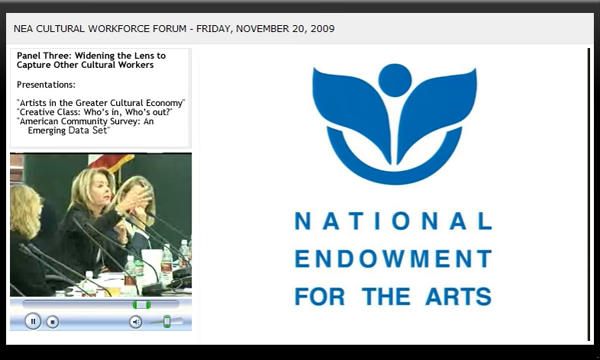 NEA CULTURAL WORKFORCE FORUM - FRIDAY, NOVEMBER 20, 2009
Panel Three: Widening the Lens to
Capture Other Cultural Workers
Presentations:
"Artists in the Greater Cultural Economy"
"Creative Class: Who's in, Who's out?"
"American Community Survey: An
Emerging Data Set"
NATIONAL
ENDOWMENT
FOR THE ARTS